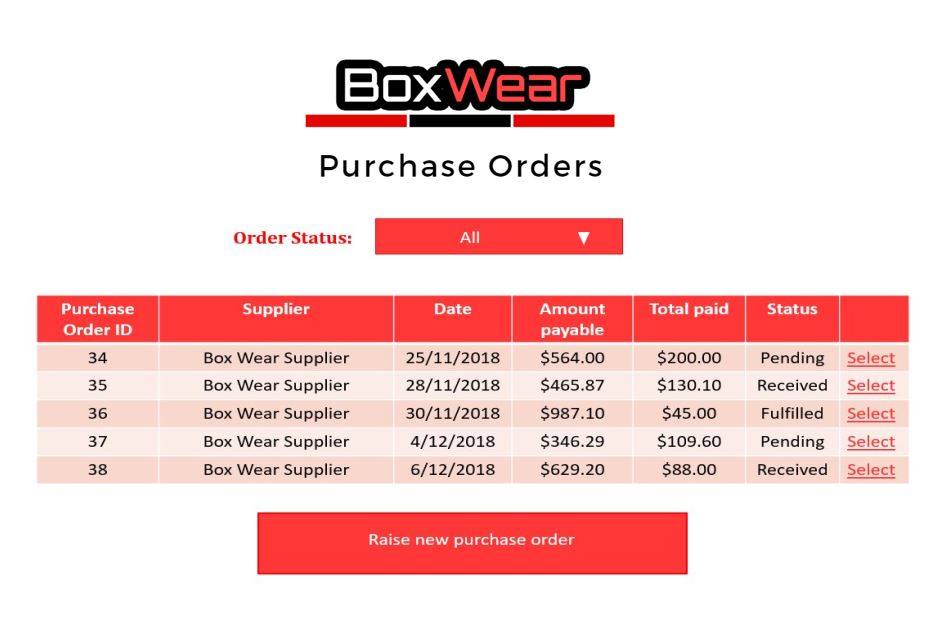 BoxWear
Purchase Orders
Order Status: All ▼
Purchase Order ID Supplier Date Amount payable Total paid Status
34 Box Wear Supplier 25/11/2018 $564.00 $200.00 Pending Select
35 Box Wear Supplier 28/11/2018 $465.87 $130.10 Received Select
36 Box Wear Supplier 30/11/2018 $987.10 $45.00 Fulfilled Select
37 Box Wear Supplier 4/12/2018 $346.29 $109.60 Pending Select
38 Box Wear Supplier 6/12/2018 $629.20 $88.00 Received Select
Raise new purchase order